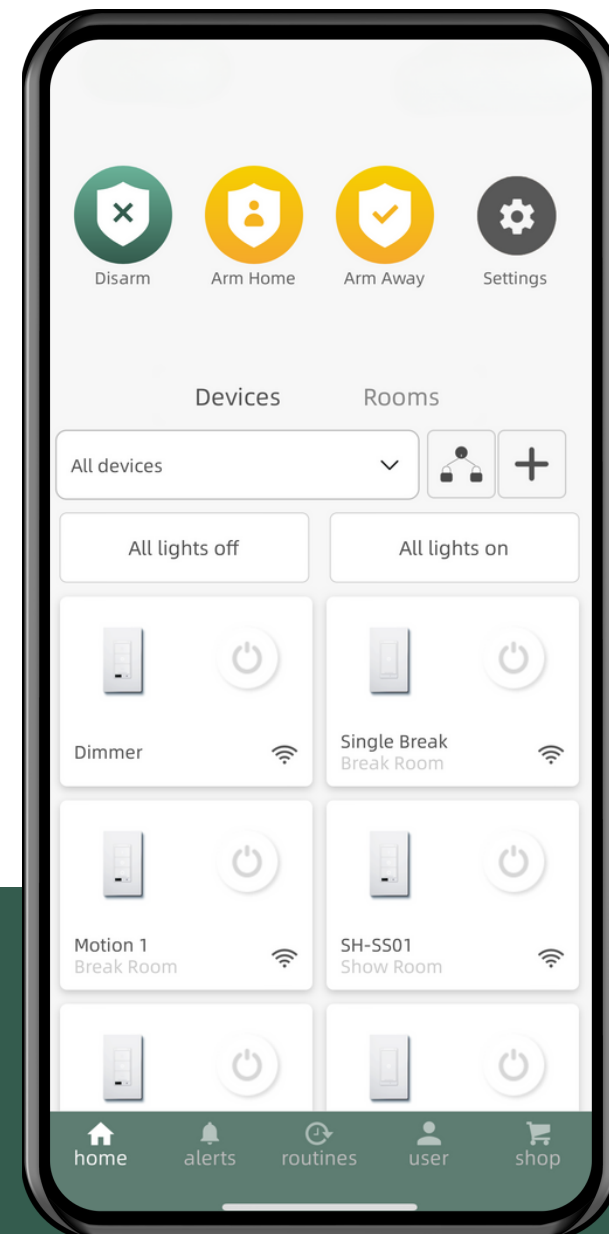 Disarm
Arm Home
Arm Away
Settings
Devices
Rooms
All devices
All lights off
All lights on
Dimmer
Single Break
Break Room
Motion 1
Break Room
SH-SS01
Show Room
home
alerts
routines
user
shop